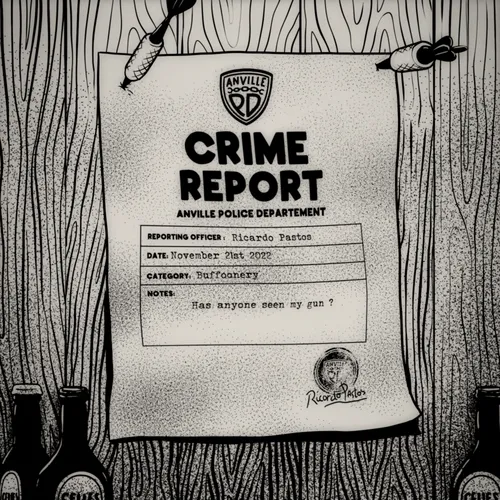 ANVILLE
PD
CRIME
REPORT
ANVILLE POLICE DEPARTEMENT
REPORTING OFFICER: Ricardo Pastos
DATE: November 21st 2022
CATEGORY: Buffoonery
NOTES:
Has anyone seen my gun ?
ANVILLE
Ricardo Pastos